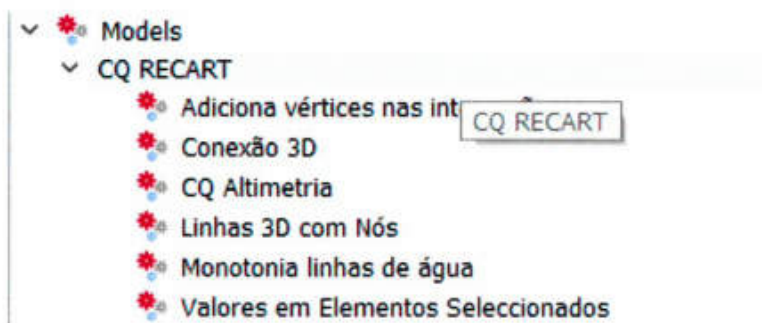 Models
CQ RECART
Adiciona vértices nas
CQ RECART
Conexão 3D
CQ Altimetria
Linhas 3D com Nós
Monotonia linhas de água
Valores em Elementos Seleccionados